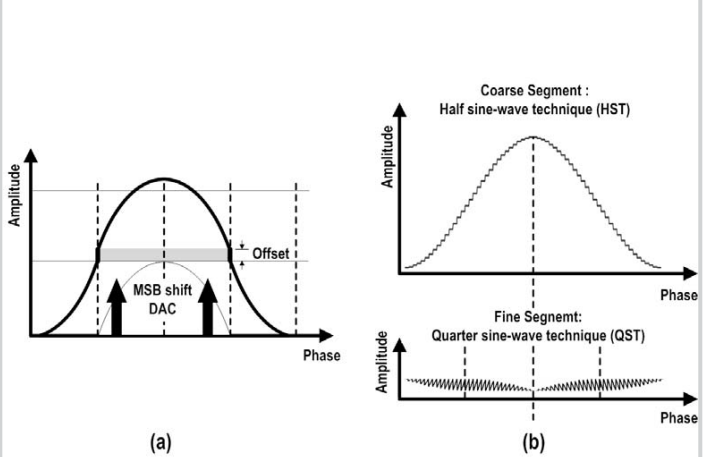 Amplitude
Offset
MSB shift
DAC
Phase
(a)
Coarse Segment :
Half sine-wave technique (HST)
Amplitude
Phase
Fine Segnemt:
Quarter sine-wave technique (QST)
Amplitude
Phase
(b)